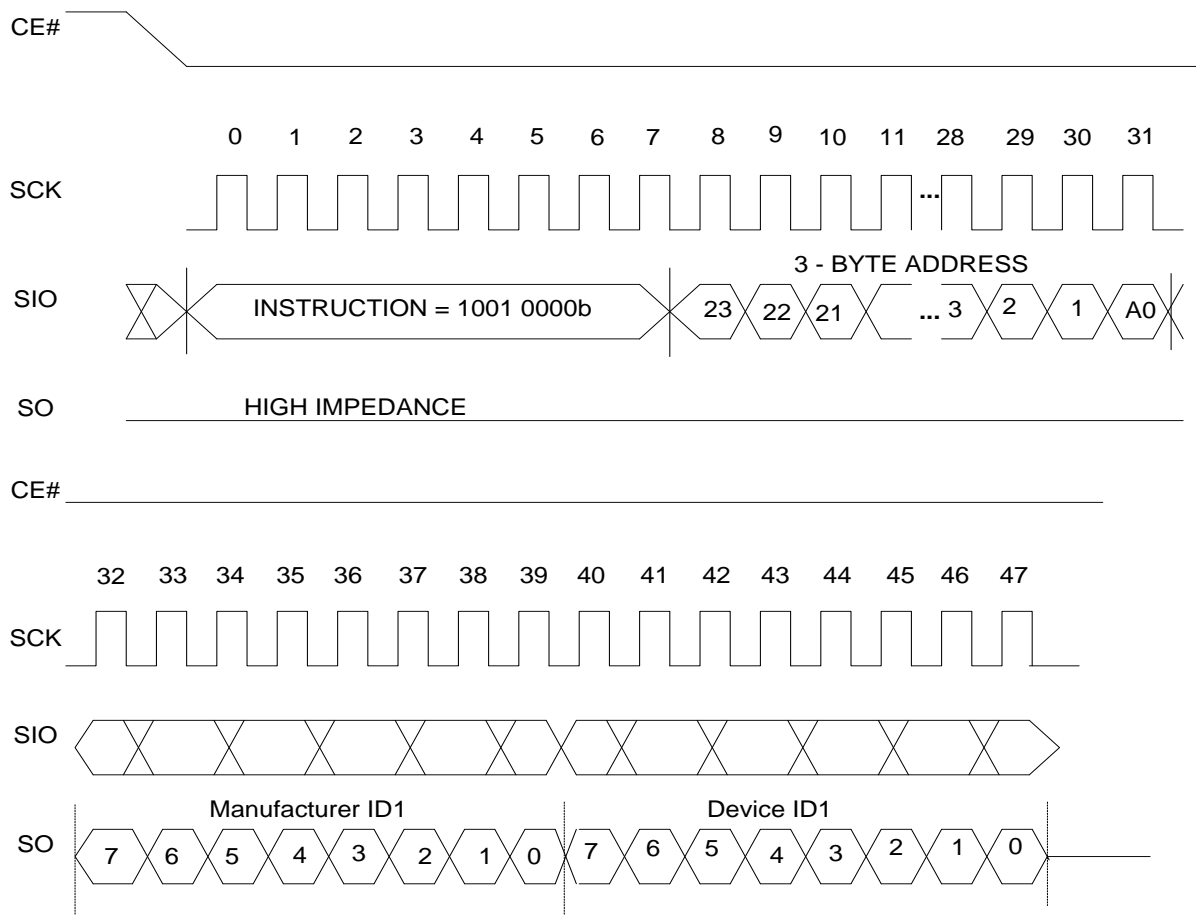 CE#
0 1 2 3 4 5 6 7 8 9 10 11 28 29 30 31
SCK ...
3 - BYTE ADDRESS
SIO INSTRUCTION = 1001 0000b 23 22 21 ... 3 2 1 A0
SO HIGH IMPEDANCE
CE#
32 33 34 35 36 37 38 39 40 41 42 43 44 45 46 47
SCK
SIO
Manufacturer ID1 Device ID1
SO 7 6 5 4 3 2 1 0 7 6 5 4 3 2 1 0